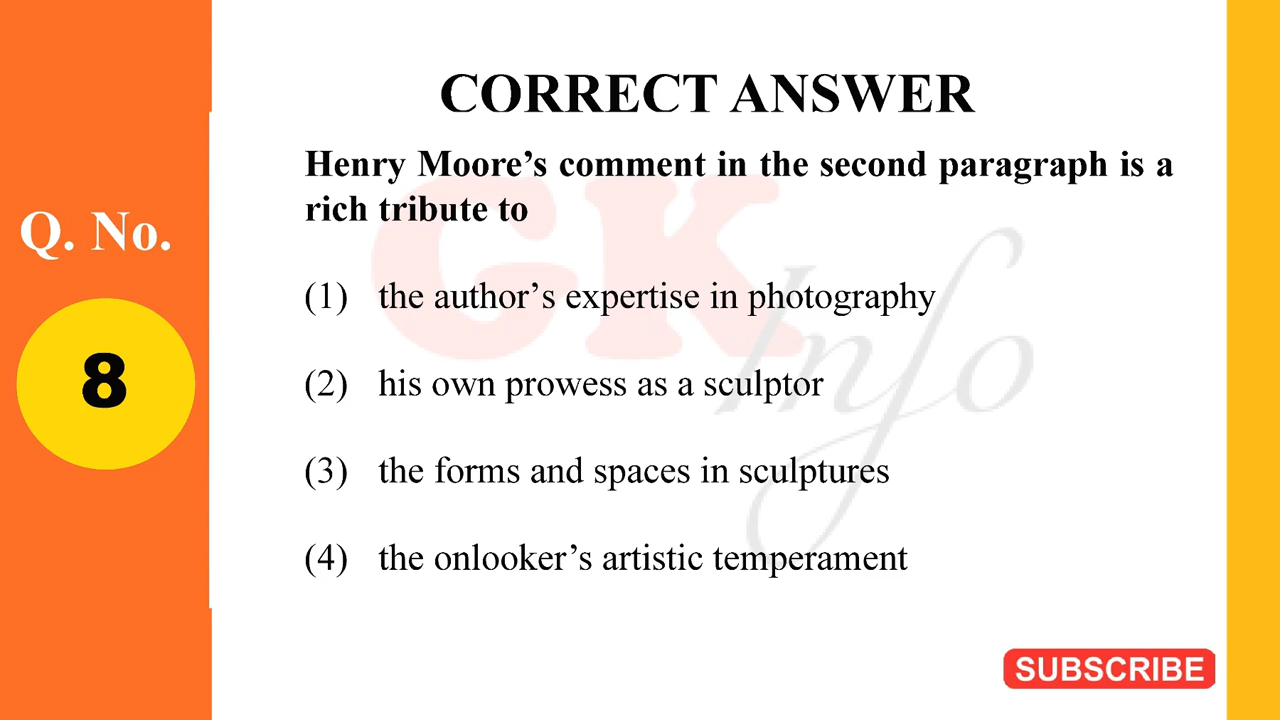 CORRECT ANSWER
Henry Moore’s comment in the second paragraph is a
rich tribute to
Q. No.
8
(1) the author’s expertise in photography
(2) his own prowess as a sculptor
(3) the forms and spaces in sculptures
(4) the onlooker’s artistic temperament
GK
Info
SUBSCRIBE